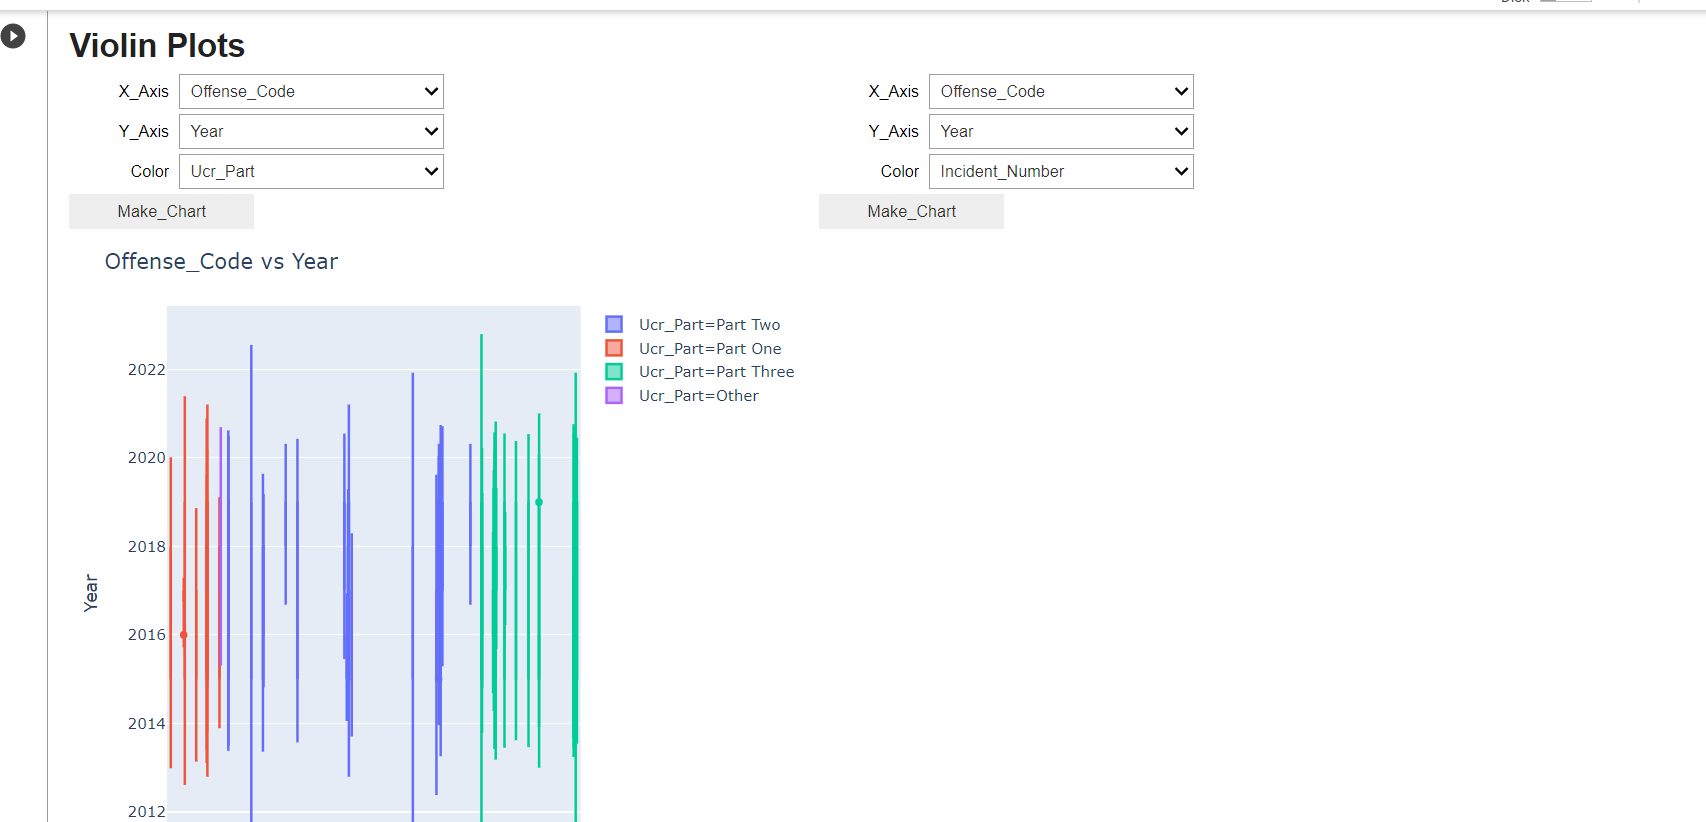 Violin Plots
X_Axis Offense_Code
Y_Axis Year
Color Ucr_Part
Make_Chart
X_Axis Offense_Code
Y_Axis Year
Color Incident_Number
Make_Chart
Offense_Code vs Year
Ucr_Part=Part Two
Ucr_Part=Part One
Ucr_Part=Part Three
Ucr_Part=Other
2022
2020
2018
2016
2014
2012
Year